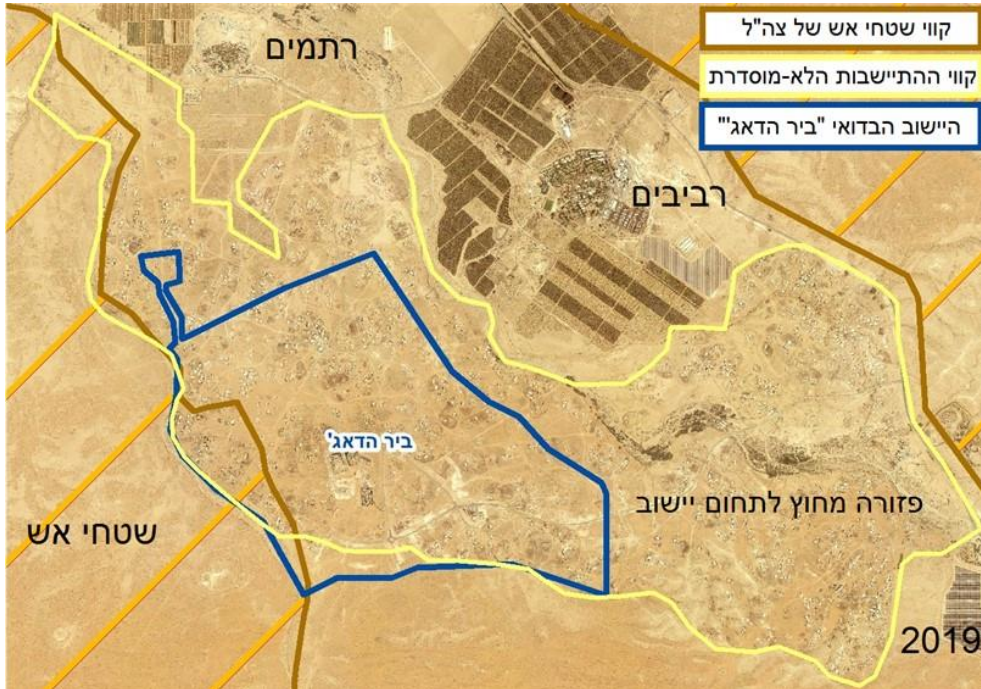 קווי שטחי אש של צה"ל
קווי ההתיישבות הלא-מוסדרת
היישוב הבדואי "ביר הדאג'"
רתמים
רביבים
ביר הדאג'
פזורה מחוץ לתחום יישוב
שטחי אש
2019